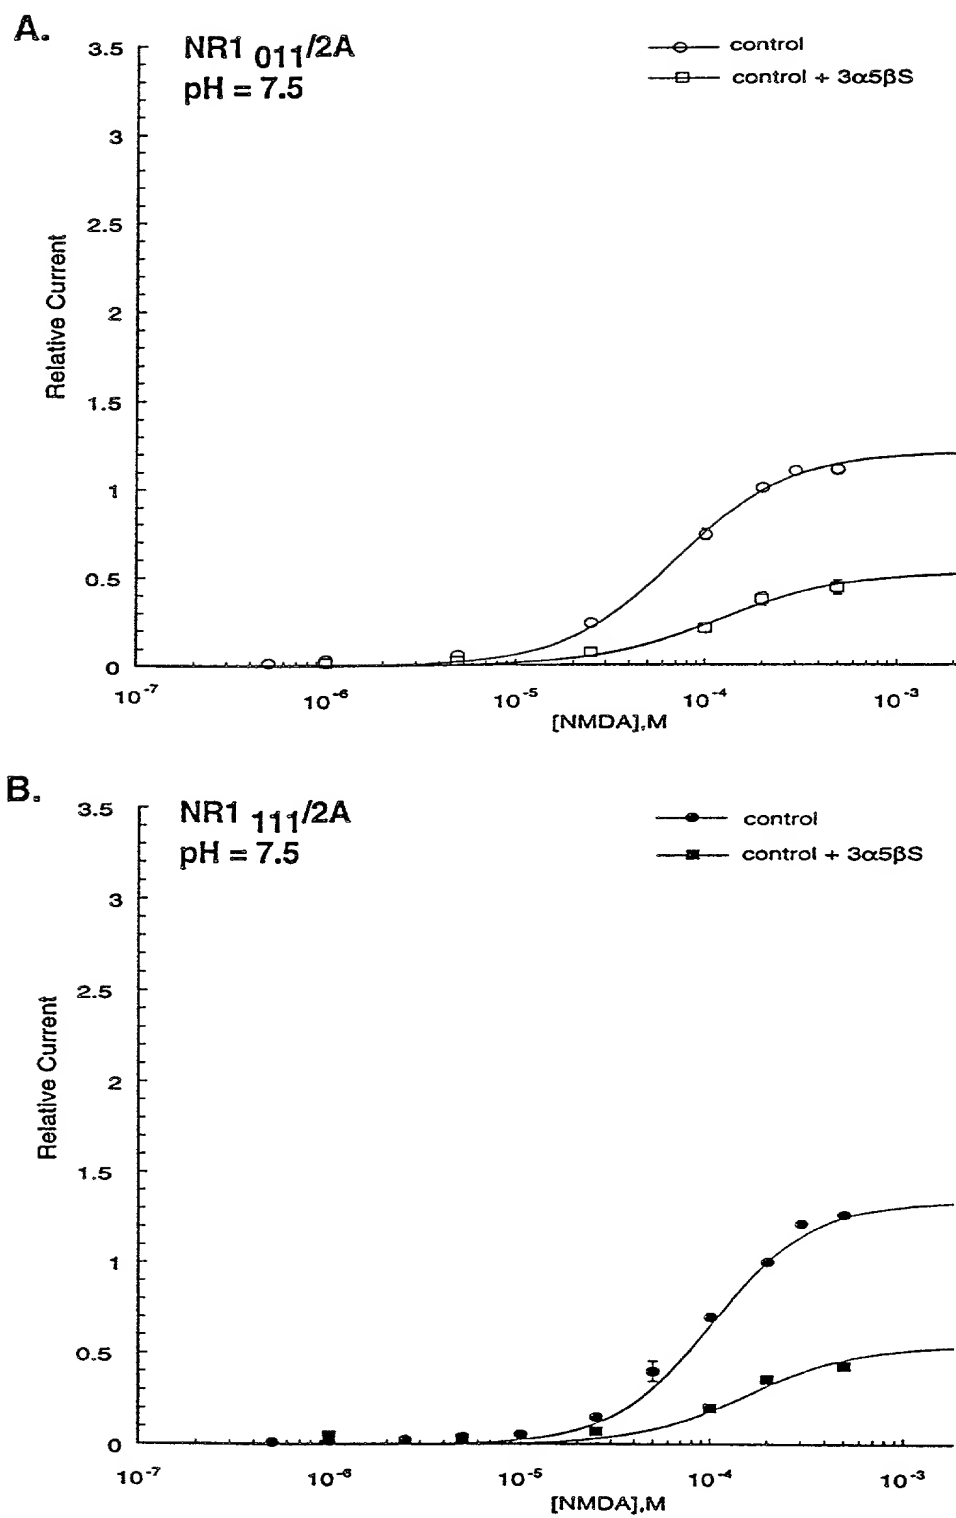 A.
NR1 011/2A
pH = 7.5
control
control + 3α5βS
3.5
3
2.5
2
1.5
1
0.5
0
Relative Current
10-7
10-6
10-5
10-4
10-3
[NMDA],M
B.
NR1 111/2A
pH = 7.5
control
control + 3α5βS
3.5
3
2.5
2
1.5
1
0.5
0
Relative Current
10-7
10-6
10-5
10-4
10-3
[NMDA],M